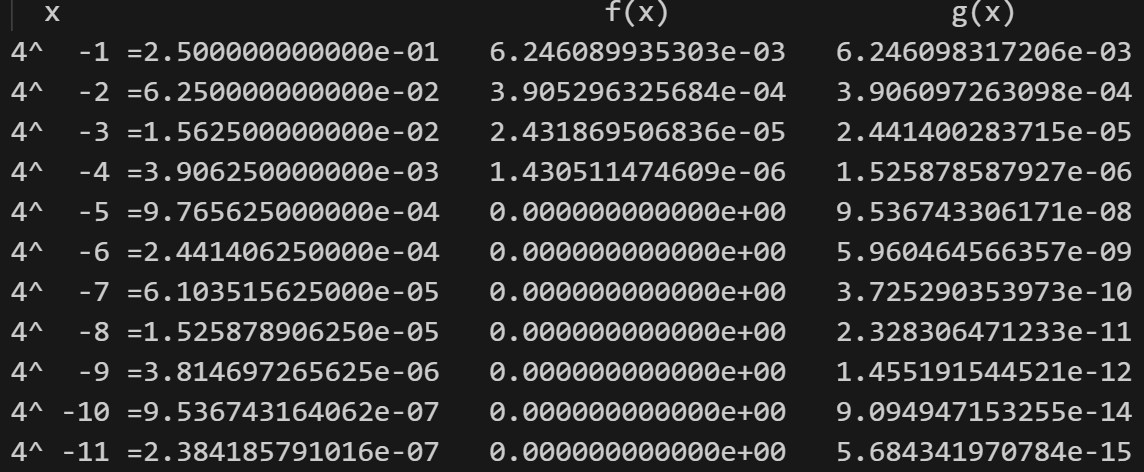 x f(x) g(x)
4^ -1 =2.500000000000e-01 6.246089935303e-03 6.246098317206e-03
4^ -2 =6.250000000000e-02 3.905296325684e-04 3.906097263098e-04
4^ -3 =1.562500000000e-02 2.431869506836e-05 2.441400283715e-05
4^ -4 =3.906250000000e-03 1.430511474609e-06 1.525878587927e-06
4^ -5 =9.765625000000e-04 0.000000000000e+00 9.536743306171e-08
4^ -6 =2.441406250000e-04 0.000000000000e+00 5.960464566357e-09
4^ -7 =6.103515625000e-05 0.000000000000e+00 3.725290353973e-10
4^ -8 =1.525878906250e-05 0.000000000000e+00 2.328306471233e-11
4^ -9 =3.814697265625e-06 0.000000000000e+00 1.455191544521e-12
4^ -10 =9.536743164062e-07 0.000000000000e+00 9.094947153255e-14
4^ -11 =2.384185791016e-07 0.000000000000e+00 5.684341970784e-15